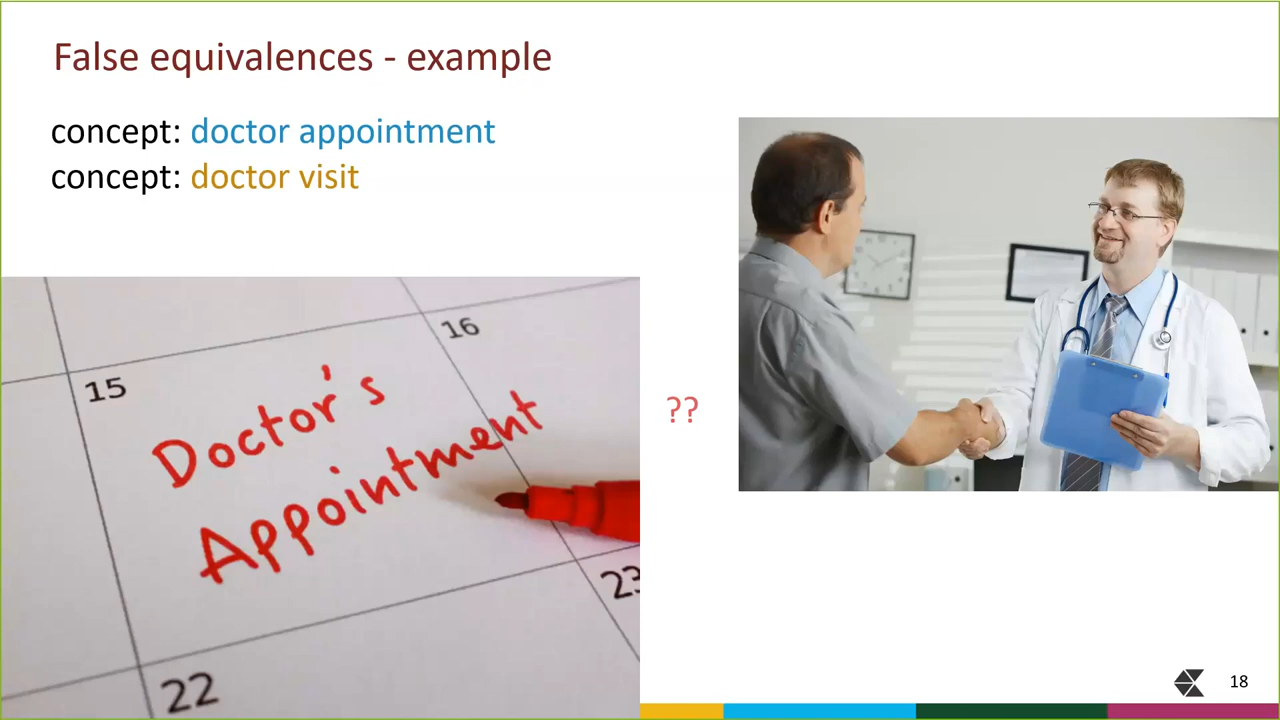 False equivalences - example
concept: doctor appointment
concept: doctor visit
15
16
Doctor's
Appointment
22
23
??
18